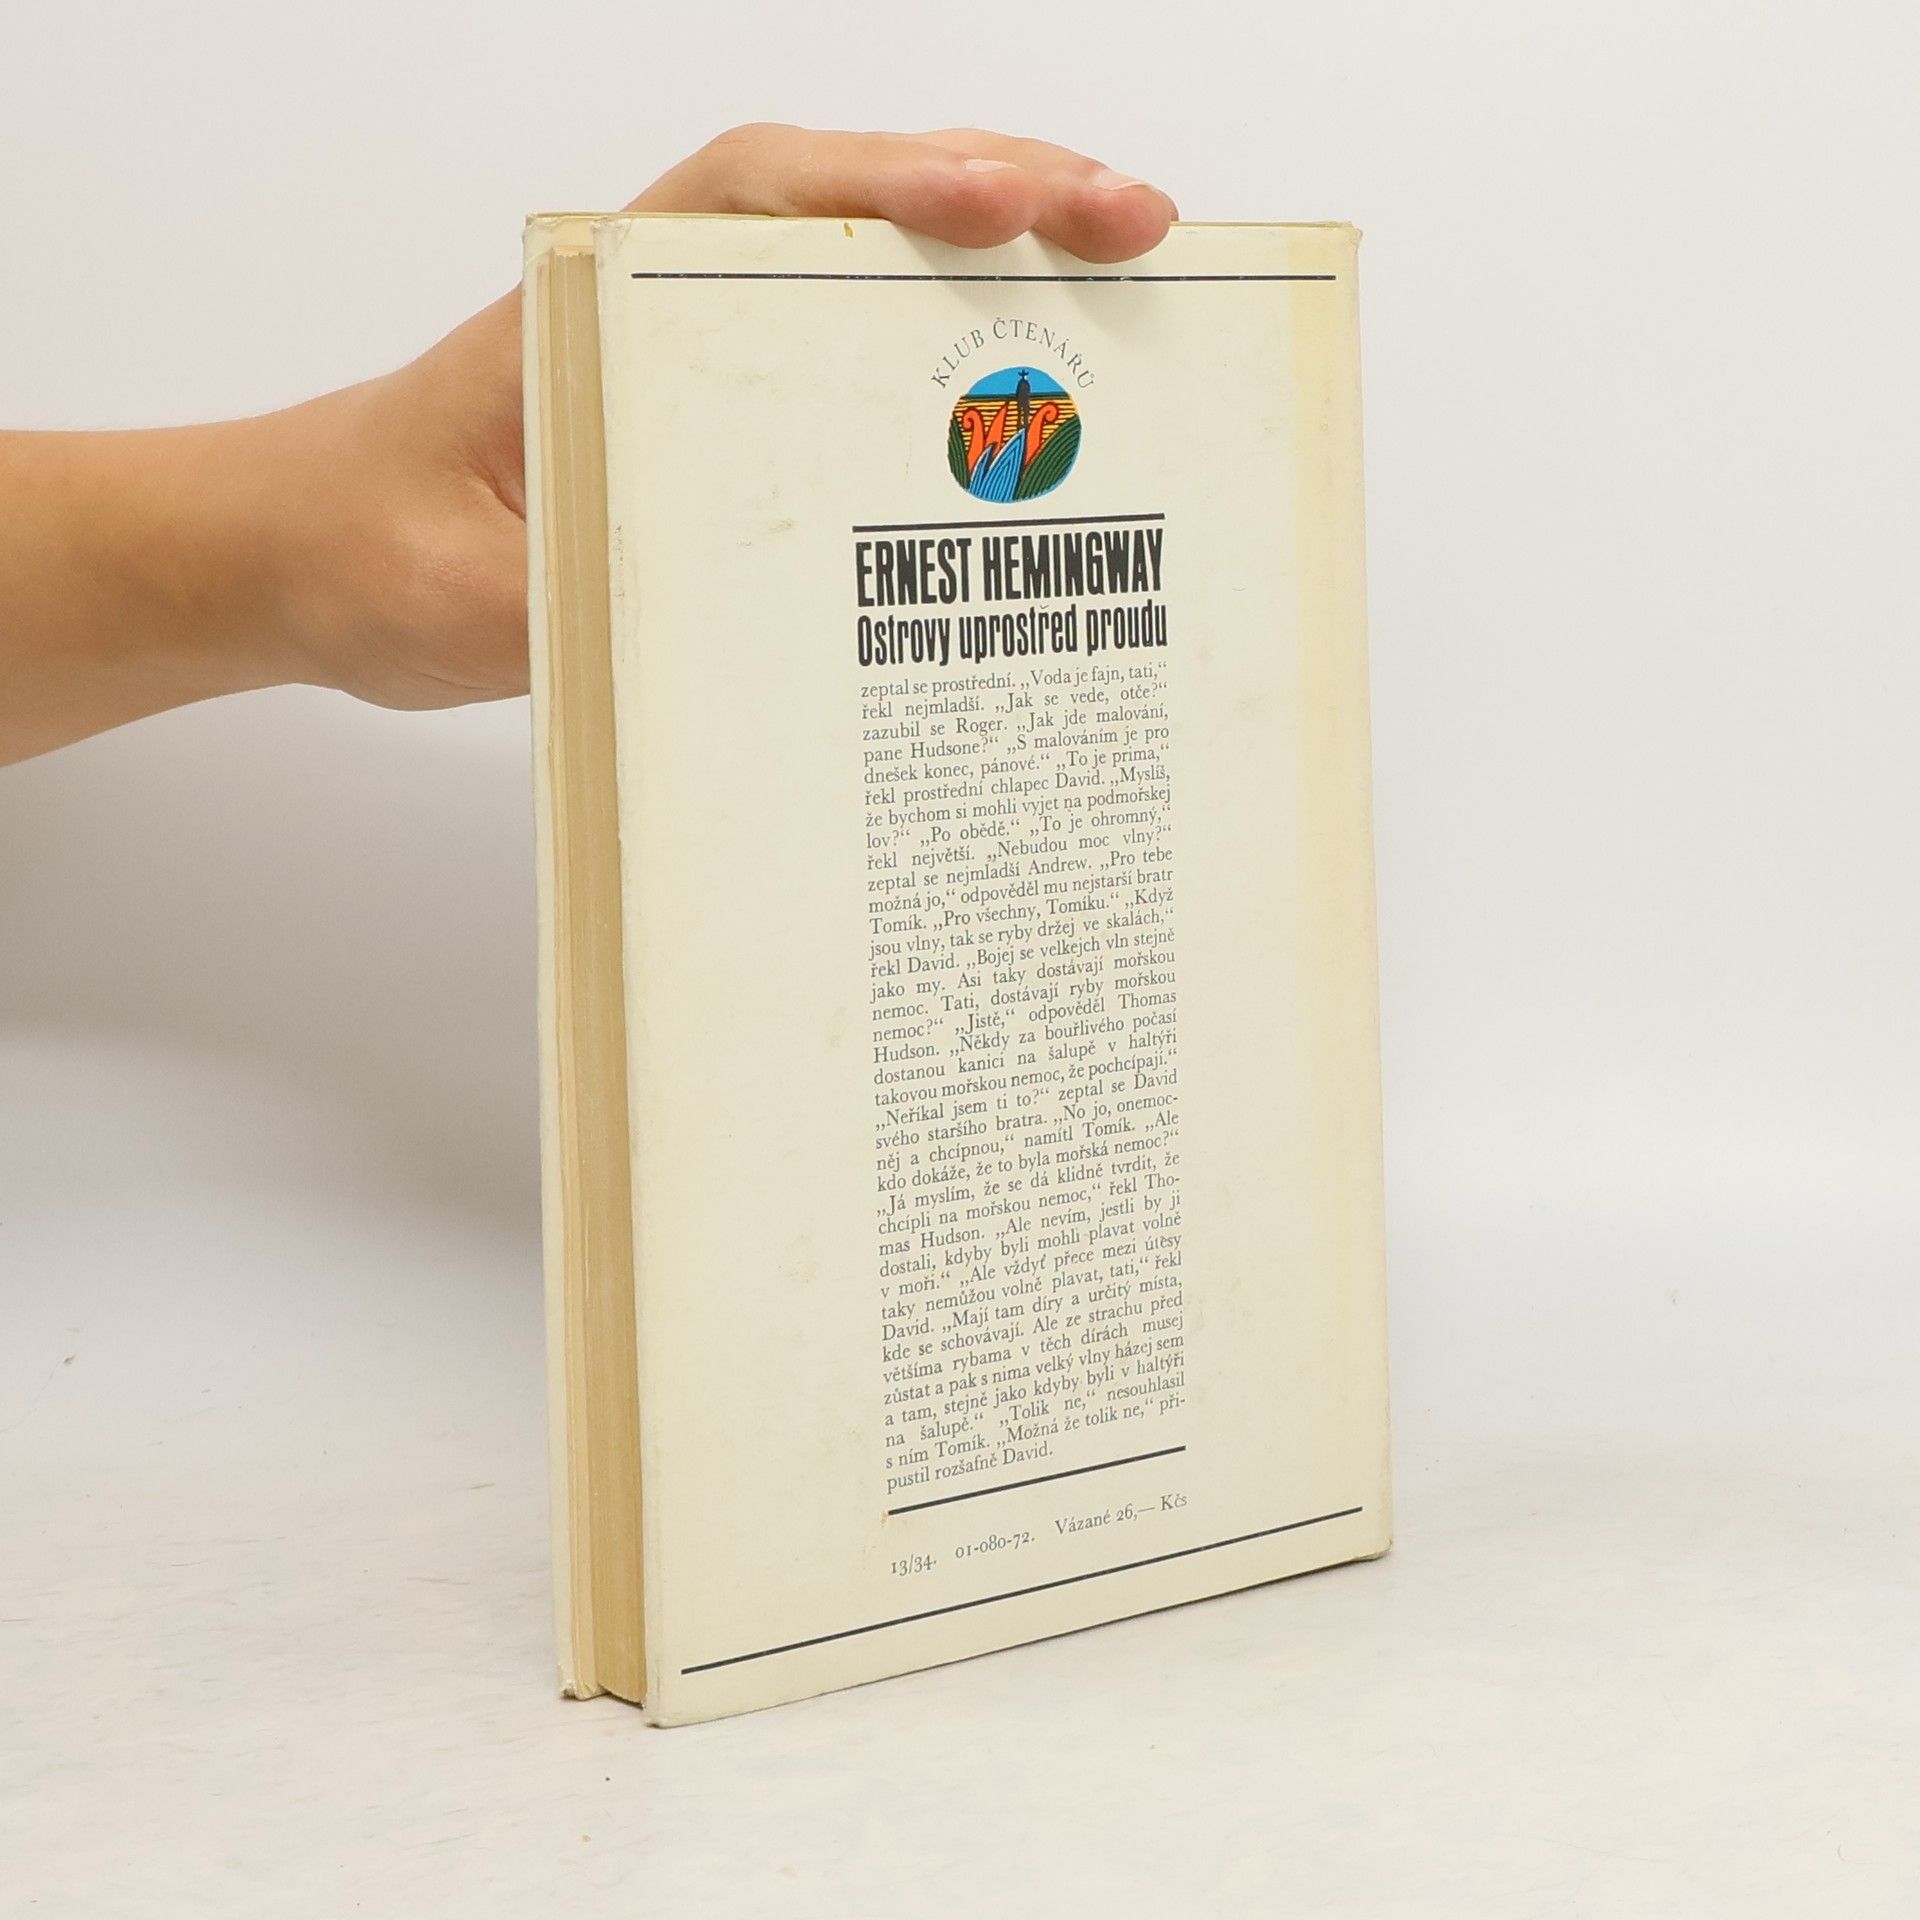 KLUB ČTENÁŘŮ
ERNEST HEMINGWAY
Ostrovy uprostřed proudu
zeptal se prostřední. „Voda je fajn, tati,“
řekl nejmladší. „Jak se vede, otče?“
zazubil se Roger. „Jak jde malování,
pane Hudsone?“ „S malováním je pro
dnešek konec, pánové.“ „To je prima,“
řekl prostřední chlapec David. „Myslíš,
že bychom si mohli vyjet na podmořskej
lov?“ „Po obědě.“ „To je ohromný,“
řekl největší. „Nebudou moc vlny?“
zeptal se nejmladší Andrew. „Pro tebe
možná jo,“ odpověděl mu nejstarší bratr
Tomík. „Pro všechny, Tomíku.“ „Když
jsou vlny, tak se ryby držej ve skalách,“
řekl David. „Bojej se velkejch vln stejně
jako my. Asi taky dostávají mořskou
nemoc. Tati, dostávají ryby mořskou
nemoc?“ „Jistě,“ odpověděl Thomas
Hudson. „Někdy za bouřlivého počasí
dostanou kanici na šalupě v haltýři
takovou mořskou nemoc, že pochcípají.“
„Neříkal jsem ti to?“ zeptal se David
svého staršího bratra. „No jo, onemoc-
něj a chcípnou,“ namítl Tomík. „Ale
kdo dokáže, že to byla mořská nemoc?“
„Já myslím, že se dá klidně tvrdit, že
chcípli na mořskou nemoc,“ řekl Tho-
mas Hudson. „Ale nevím, jestli by ji
dostali, kdyby byli mohli plavat volně
v moři.“ „Ale vždyť přece mezi útesy
taky nemůžou volně plavat, tati,“ řekl
David. „Mají tam díry a určitý místa,
kde se schovávají. Ale ze strachu před
většíma rybama v těch dírách musej
zůstat a pak s nima velký vlny házej sem
a tam, stejně jako kdyby byli v haltýři
na šalupě.“ „Tolik ne,“ nesouhlasil
s ním Tomík. „Možná že tolik ne,“ při-
pustil rozšafně David.
13/34. 01-080-72. Vázané 26,— Kčs